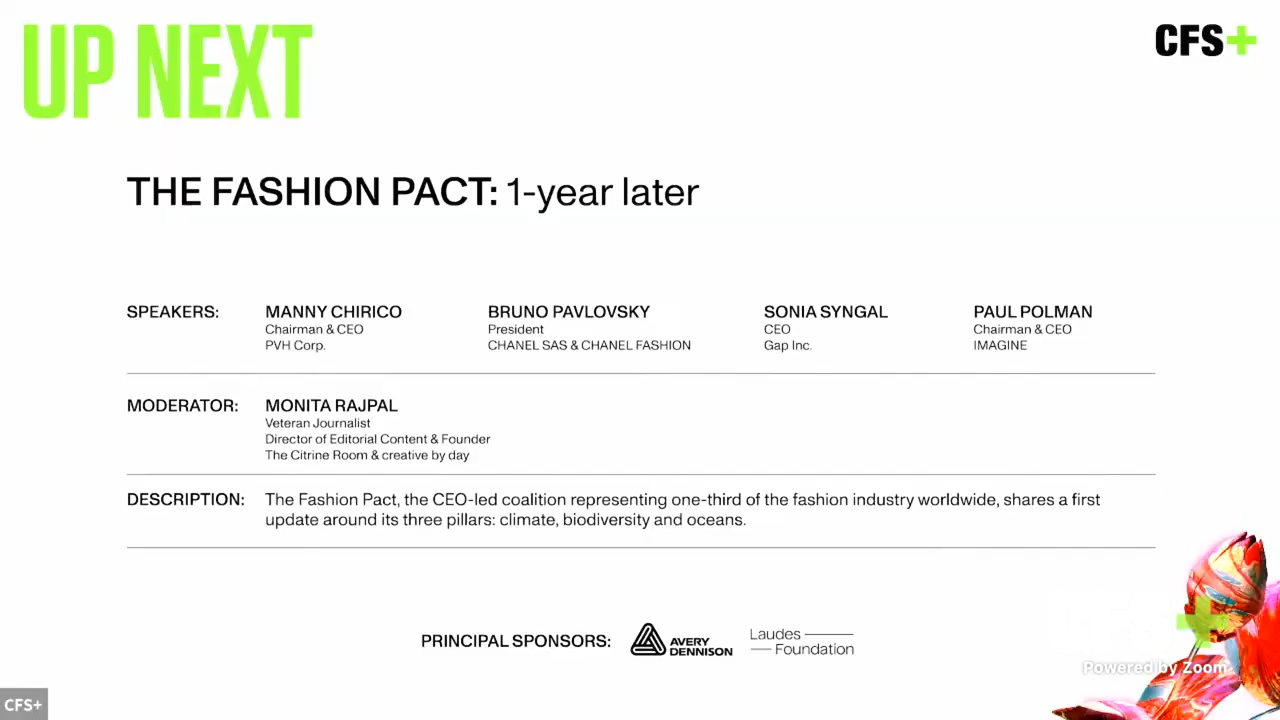 UP NEXT
CFS+
THE FASHION PACT: 1-year later
SPEAKERS:
MANNY CHIRICO
Chairman & CEO
PVH Corp.
BRUNO PAVLOVSKY
President
CHANEL SAS & CHANEL FASHION
SONIA SYNGAL
CEO
Gap Inc.
PAUL POLMAN
Chairman & CEO
IMAGINE
MODERATOR:
MONITA RAJPAL
Veteran Journalist
Director of Editorial Content & Founder
The Citrine Room & creative by day
DESCRIPTION:
The Fashion Pact, the CEO-led coalition representing one-third of the fashion industry worldwide, shares a first
update around its three pillars: climate, biodiversity and oceans.
PRINCIPAL SPONSORS:
AVERY
DENNISON
Laudes
Foundation
CFS+
Powered by Zoom
CFS+